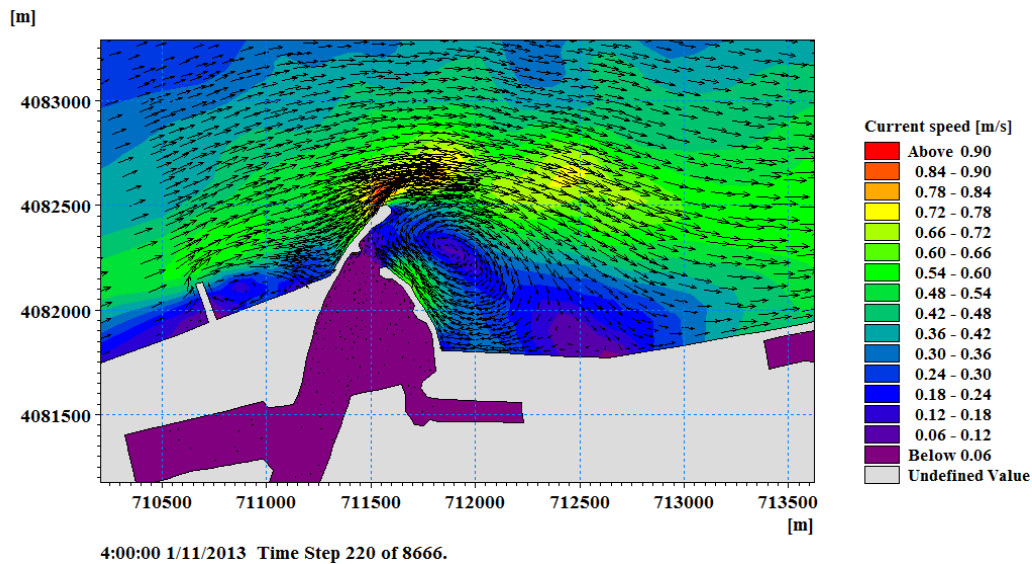 [m]
4083000
4082500
4082000
4081500
710500 711000 711500 712000 712500 713000 713500
[m]
4:00:00 1/11/2013 Time Step 220 of 8666.
Current speed [m/s]
Above 0.90
0.84 - 0.90
0.78 - 0.84
0.72 - 0.78
0.66 - 0.72
0.60 - 0.66
0.54 - 0.60
0.48 - 0.54
0.42 - 0.48
0.36 - 0.42
0.30 - 0.36
0.24 - 0.30
0.18 - 0.24
0.12 - 0.18
0.06 - 0.12
Below 0.06
Undefined Value